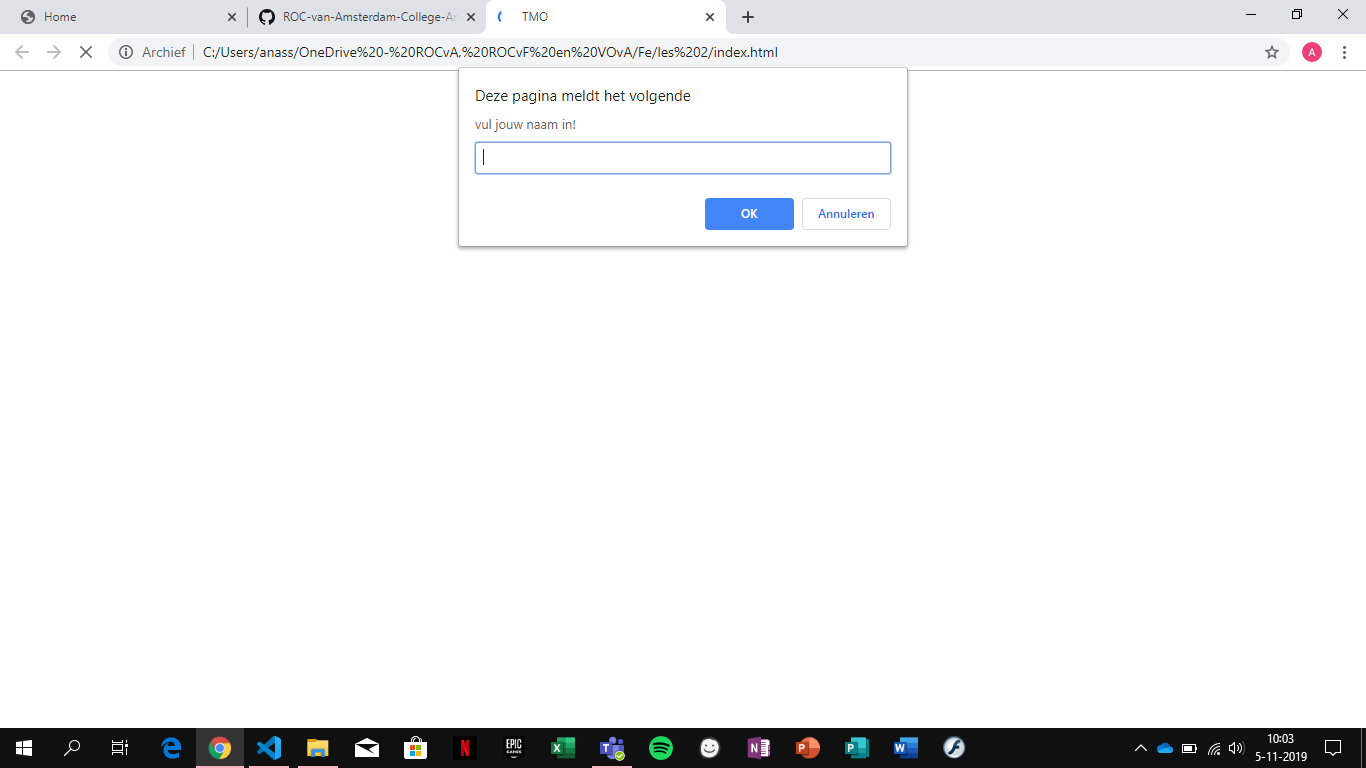 Home
ROC-van-Amsterdam-College-Am
TMO
Archief
C:/Users/anass/OneDrive%20-%20ROCvA,%20ROCvF%20en%20VOvA/Fe/les%202/index.html
A
Deze pagina meldt het volgende
vul jouw naam in!
OK
Annuleren
EPIC
GAMES
10:03
5-11-2019